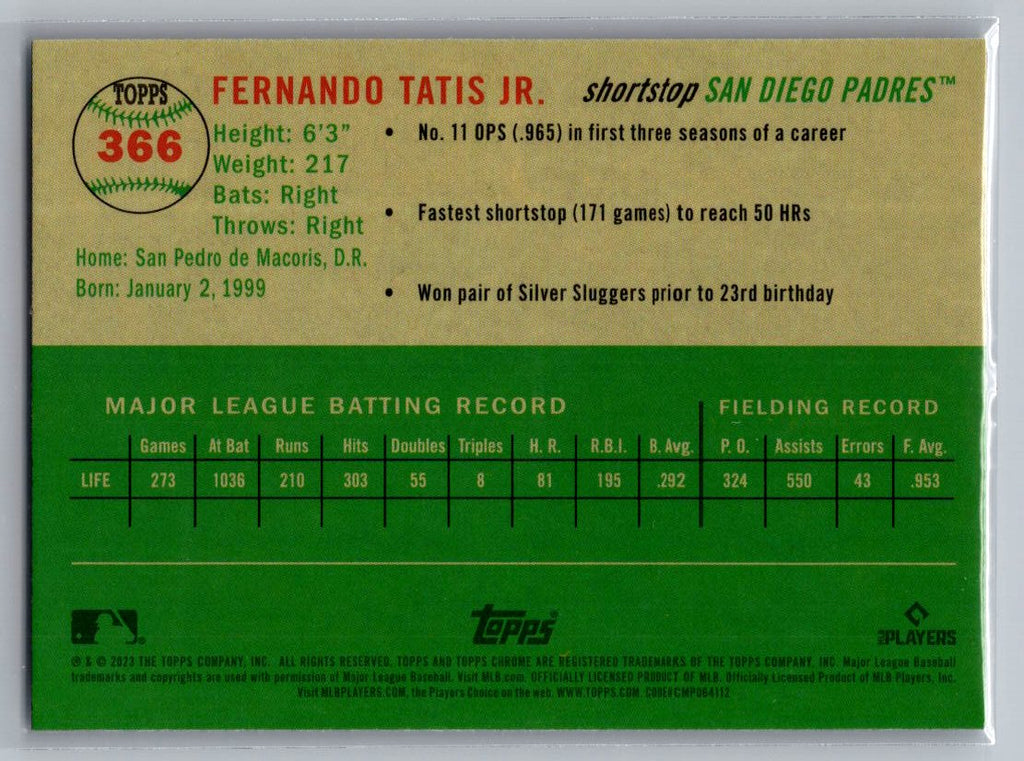 TOPPS
366
FERNANDO TATIS JR.
shortstop SAN DIEGO PADRES™
Height: 6'3"
Weight: 217
Bats: Right
Throws: Right
Home: San Pedro de Macoris, D.R.
Born: January 2, 1999
• No. 11 OPS (.965) in first three seasons of a career
• Fastest shortstop (171 games) to reach 50 HRs
• Won pair of Silver Sluggers prior to 23rd birthday
MAJOR LEAGUE BATTING RECORD FIELDING RECORD
Games At Bat Runs Hits Doubles Triples H. R. R.B.I. B. Avg. P. O. Assists Errors F. Avg.
LIFE 273 1036 210 303 55 8 81 195 .292 324 550 43 .953
Topps®
MLB PLAYERS
® & © 2023 THE TOPPS COMPANY, INC. ALL RIGHTS RESERVED. TOPPS AND TOPPS CHROME ARE REGISTERED TRADEMARKS OF THE TOPPS COMPANY, INC. Major League Baseball
trademarks and copyrights are used with permission of Major League Baseball. Visit MLB.com. OFFICIALLY LICENSED PRODUCT OF MLB. Officially Licensed Product of MLB Players, Inc.
Visit MLBPLAYERS.COM, the Players Choice on the web. WWW.TOPPS.COM CODE#CMP064112